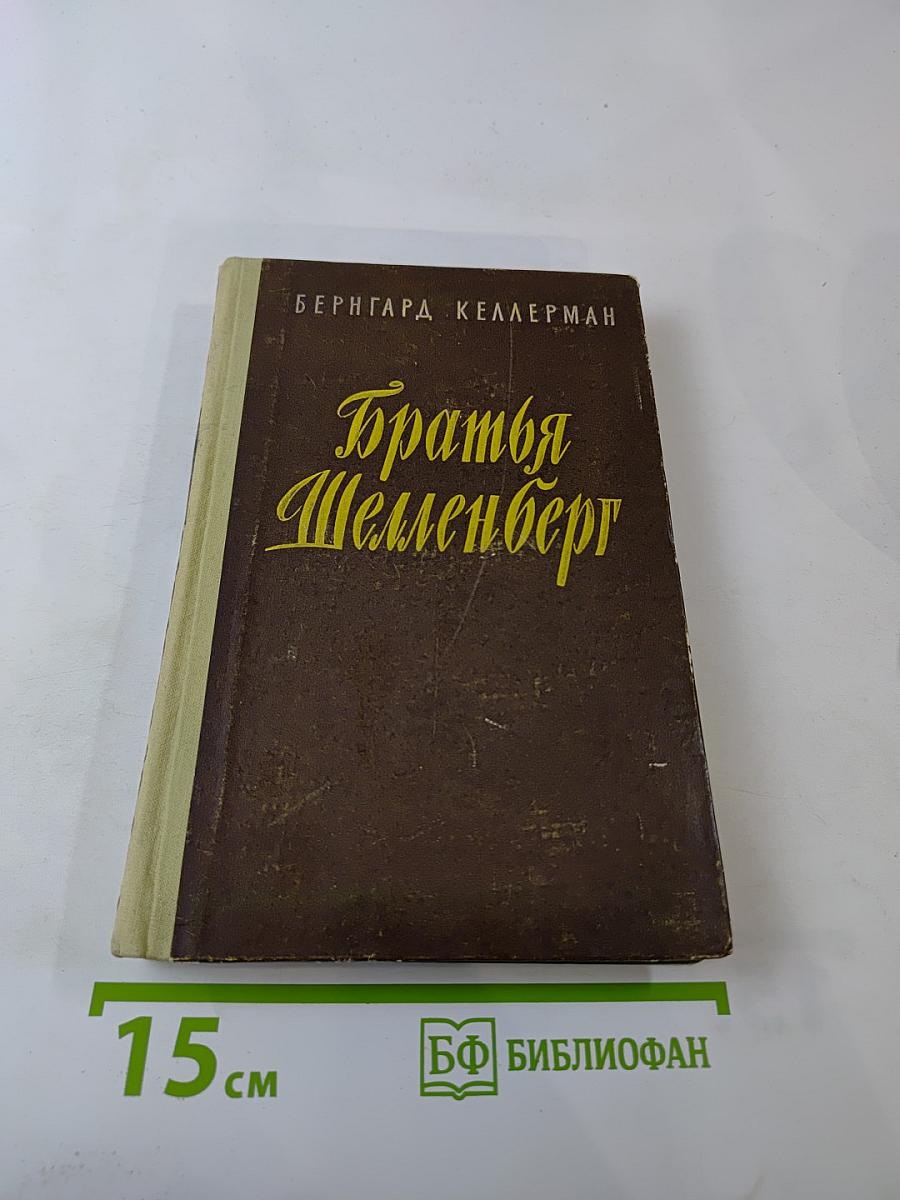 БЕРНГАРД КЕЛЛЕРМАН
Братья
Шелленберг
15 см
БФ БИБЛИОФАН